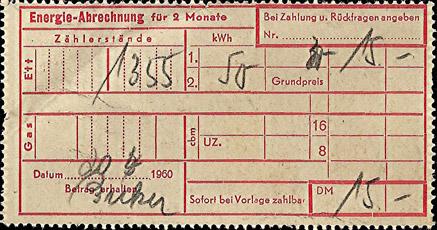 Energie-Abrechnung für 2 Monate
Bei Zahlung u. Rückfragen angeben
Nr.
Zählerstände kWh
Elt 1355 1. 50 15.-
2. Grundpreis
Gas cbm UZ. 16
8
Datum 20. 1960
Betrag erhalten
Sofort bei Vorlage zahlbar DM 15.-